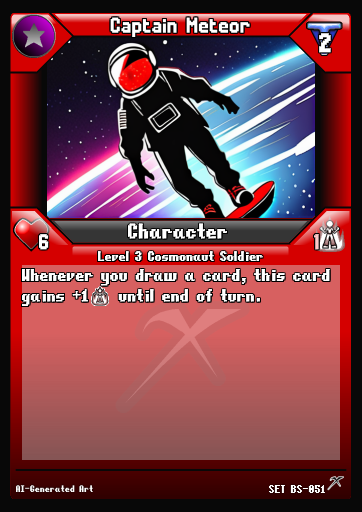 Captain Meteor
2
6
Character
1
Level 3 Cosmonaut Soldier
Whenever you draw a card, this card
gains +1 until end of turn.
AI-Generated Art
SET BS-051